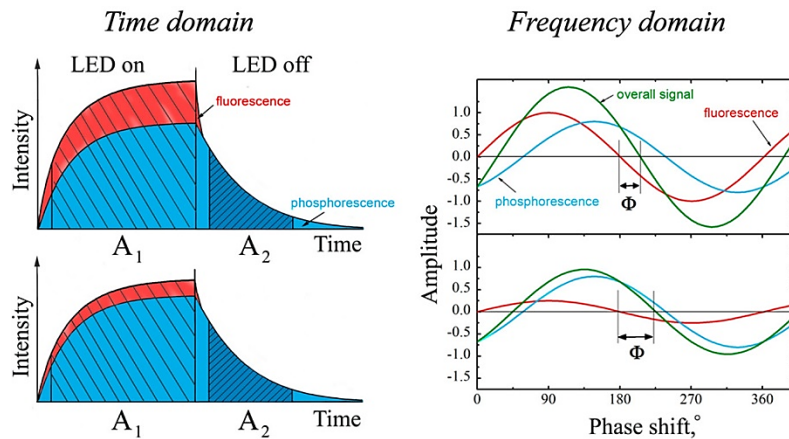 Time domain
Frequency domain
LED on
LED off
fluorescence
Intensity
phosphorescence
A1
A2
Time
Intensity
A1
A2
Time
overall signal
fluorescence
phosphorescence
1.0
0.5
0.0
-0.5
-1.0
-1.5
Φ
Amplitude
1.0
0.5
0.0
-0.5
-1.0
-1.5
Φ
0
90
180
270
360
Phase shift,°